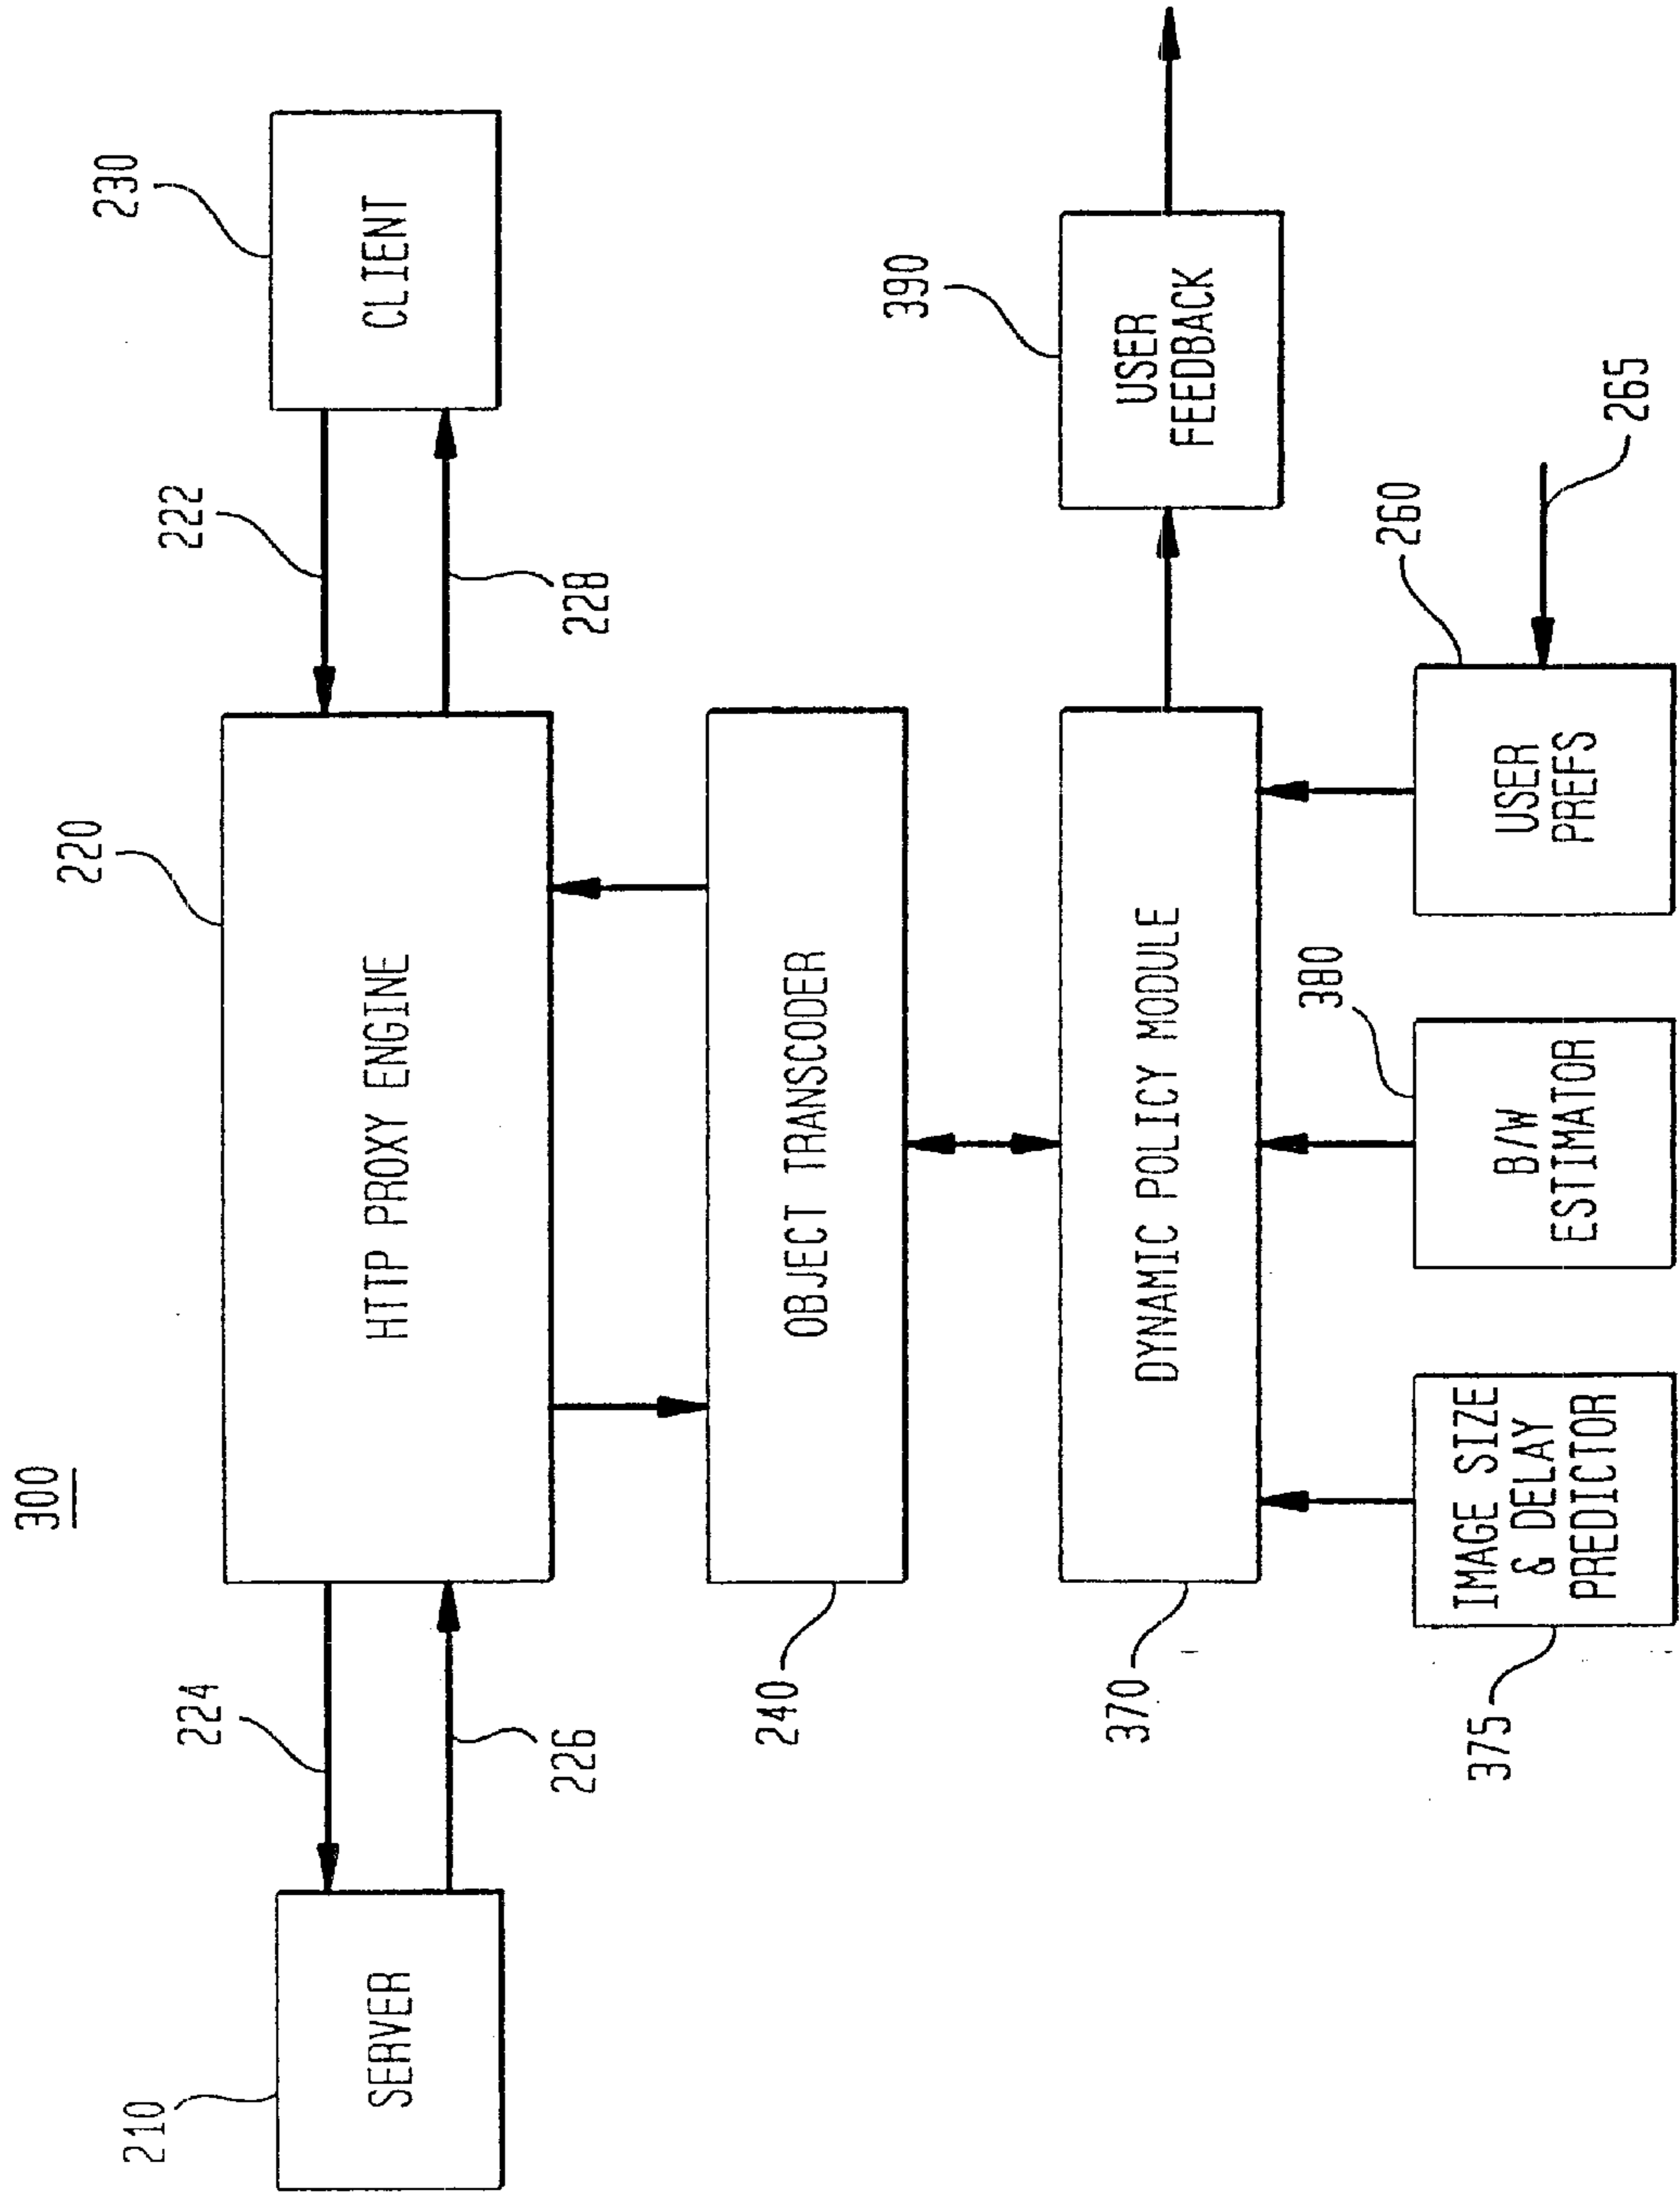 300
210
SERVER
224
226
220
HTTP PROXY ENGINE
222
228
230
CLIENT
240
OBJECT TRANSCODER
370
DYNAMIC POLICY MODULE
390
USER
FEEDBACK
375
IMAGE SIZE
& DELAY
PREDICTOR
380
B/W
ESTIMATOR
260
USER
PREFS
265